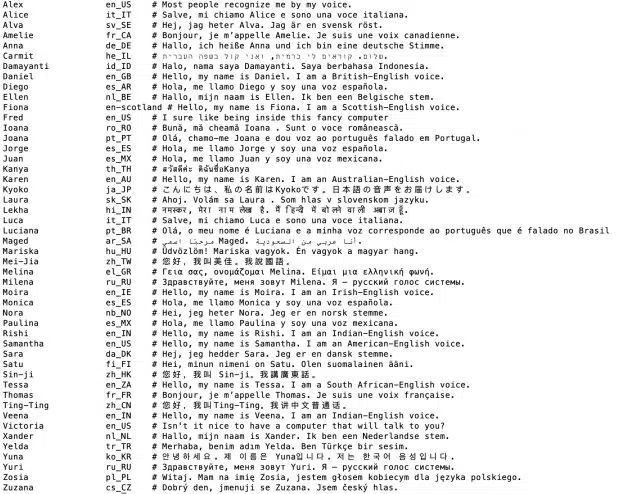 Alex en_US # Most people recognize me by my voice.
Alice it_IT # Salve, mi chiamo Alice e sono una voce italiana.
Alva sv_SE # Hej, jag heter Alva. Jag är en svensk röst.
Amelie fr_CA # Bonjour, je m’appelle Amelie. Je suis une voix canadienne.
Anna de_DE # Hallo, ich heiße Anna und ich bin eine deutsche Stimme.
Carmit he_IL # שלום. קוראים לי כרמית, ואני קול בשפה העברית.
Damayanti id_ID # Halo, nama saya Damayanti. Saya berbahasa Indonesia.
Daniel en_GB # Hello, my name is Daniel. I am a British-English voice.
Diego es_AR # Hola, me llamo Diego y soy una voz española.
Ellen nl_BE # Hallo, mijn naam is Ellen. Ik ben een Belgische stem.
Fiona en-scotland # Hello, my name is Fiona. I am a Scottish-English voice.
Fred en_US # I sure like being inside this fancy computer
Ioana ro_RO # Bună, mă cheamă Ioana . Sunt o voce românească.
Joana pt_PT # Olá, chamo-me Joana e dou voz ao português falado em Portugal.
Jorge es_ES # Hola, me llamo Jorge y soy una voz española.
Juan es_MX # Hola, me llamo Juan y soy una voz mexicana.
Kanya th_TH # สวัสดีค่ะ ดิฉันชื่อKanya
Karen en_AU # Hello, my name is Karen. I am an Australian-English voice.
Kyoko ja_JP # こんにちは、私の名前はKyokoです。日本語の音声をお届けします。
Laura sk_SK # Ahoj. Volám sa Laura . Som hlas v slovenskom jazyku.
Lekha hi_IN # नमस्कार, मेरा नाम लेखा है. मैं हिन्दी में बोलने वाली आवाज़ हूँ.
Luca it_IT # Salve, mi chiamo Luca e sono una voce italiana.
Luciana pt_BR # Olá, o meu nome é Luciana e a minha voz corresponde ao português que é falado no Brasil
Maged ar_SA # مرحبًا اسمي Maged. أنا عربي من السعودية.
Mariska hu_HU # Üdvözlöm! Mariska vagyok. Én vagyok a magyar hang.
Mei-Jia zh_TW # 您好，我叫美佳。我說國語。
Melina el_GR # Γεια σας, ονομάζομαι Melina. Είμαι μια ελληνική φωνή.
Milena ru_RU # Здравствуйте, меня зовут Milena. Я – русский голос системы.
Moira en_IE # Hello, my name is Moira. I am an Irish-English voice.
Monica es_ES # Hola, me llamo Monica y soy una voz española.
Nora nb_NO # Hei, jeg heter Nora. Jeg er en norsk stemme.
Paulina es_MX # Hola, me llamo Paulina y soy una voz mexicana.
Rishi en_IN # Hello, my name is Rishi. I am an Indian-English voice.
Samantha en_US # Hello, my name is Samantha. I am an American-English voice.
Sara da_DK # Hej, jeg hedder Sara. Jeg er en dansk stemme.
Satu fi_FI # Hei, minun nimeni on Satu. Olen suomalainen ääni.
Sin-ji zh_HK # 您好，我叫 Sin-ji。我講廣東話。
Tessa en_ZA # Hello, my name is Tessa. I am a South African-English voice.
Thomas fr_FR # Bonjour, je m’appelle Thomas. Je suis une voix française.
Ting-Ting zh_CN # 您好，我叫Ting-Ting。我讲中文普通话。
Veena en_IN # Hello, my name is Veena. I am an Indian-English voice.
Victoria en_US # Isn't it nice to have a computer that will talk to you?
Xander nl_NL # Hallo, mijn naam is Xander. Ik ben een Nederlandse stem.
Yelda tr_TR # Merhaba, benim adım Yelda. Ben Türkçe bir sesim.
Yuna ko_KR # 안녕하세요. 제 이름은 Yuna입니다. 저는 한국어 음성입니다.
Yuri ru_RU # Здравствуйте, меня зовут Yuri. Я – русский голос системы.
Zosia pl_PL # Witaj. Mam na imię Zosia, jestem głosem kobiecym dla języka polskiego.
Zuzana cs_CZ # Dobrý den, jmenuji se Zuzana. Jsem český hlas.